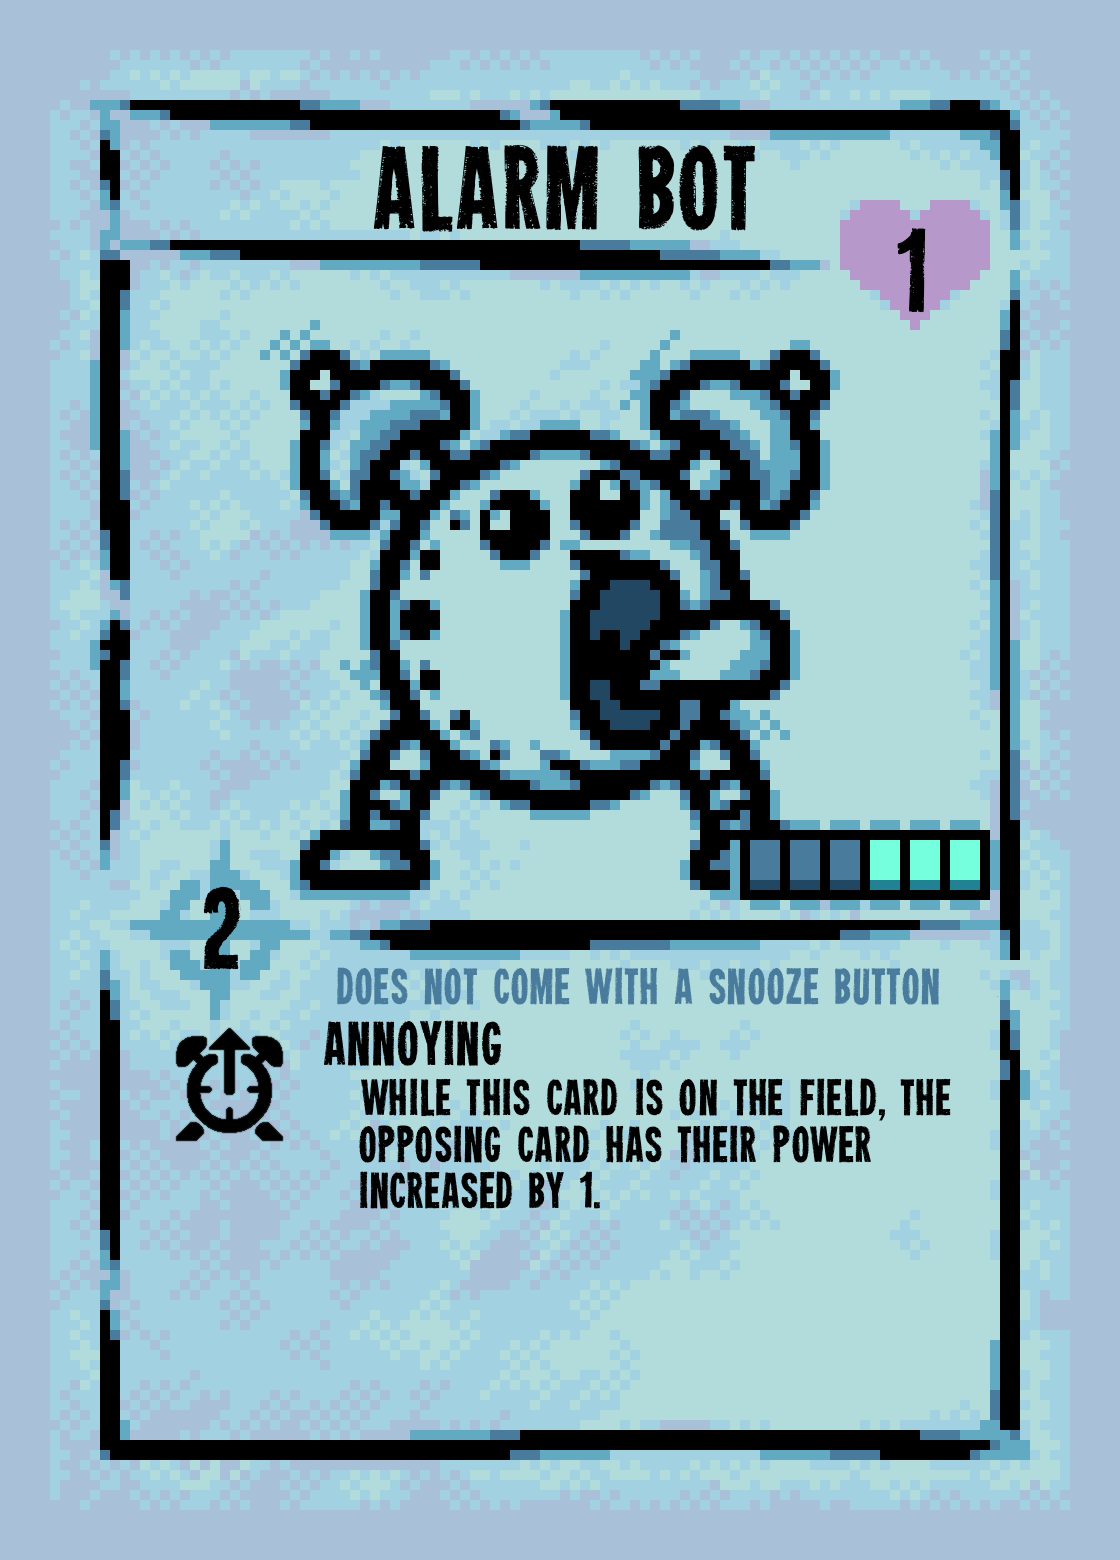 ALARM BOT
1
2
DOES NOT COME WITH A SNOOZE BUTTON
ANNOYING
WHILE THIS CARD IS ON THE FIELD, THE
OPPOSING CARD HAS THEIR POWER
INCREASED BY 1.